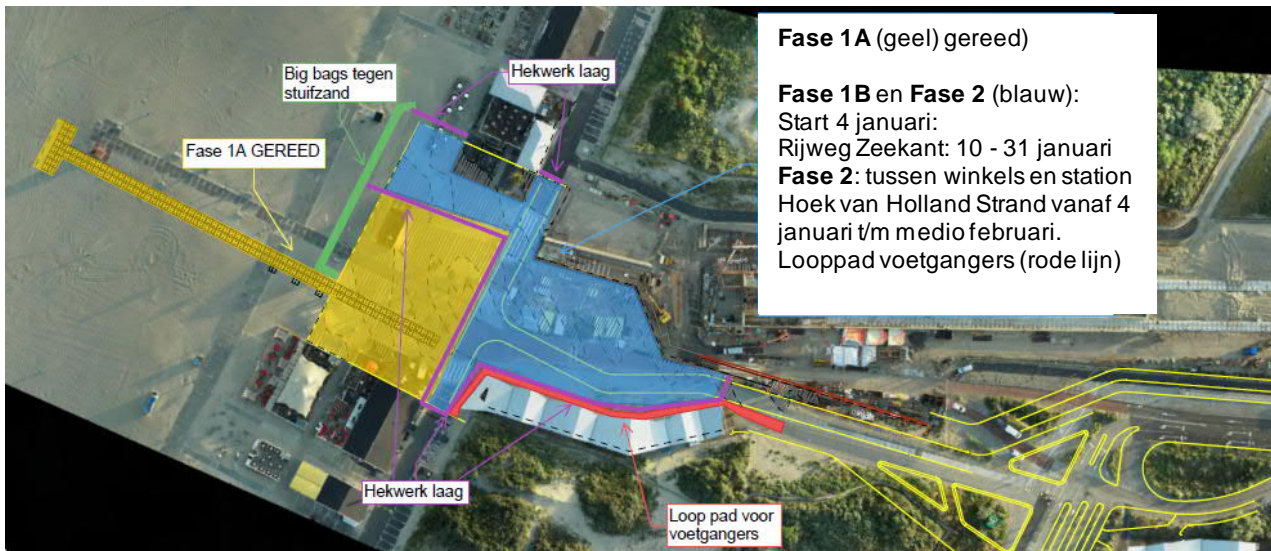 Big bags tegen
stuifzand
Hekwerk laag
Fase 1A GEREED
Fase 1A (geel) gereed)
Fase 1B en Fase 2 (blauw):
Start 4 januari:
Rijweg Zeekant: 10 - 31 januari
Fase 2: tussen winkels en station
Hoek van Holland Strand vanaf 4
januari t/m medio februari.
Looppad voetgangers (rode lijn)
Hekwerk laag
Loop pad voor
voetgangers